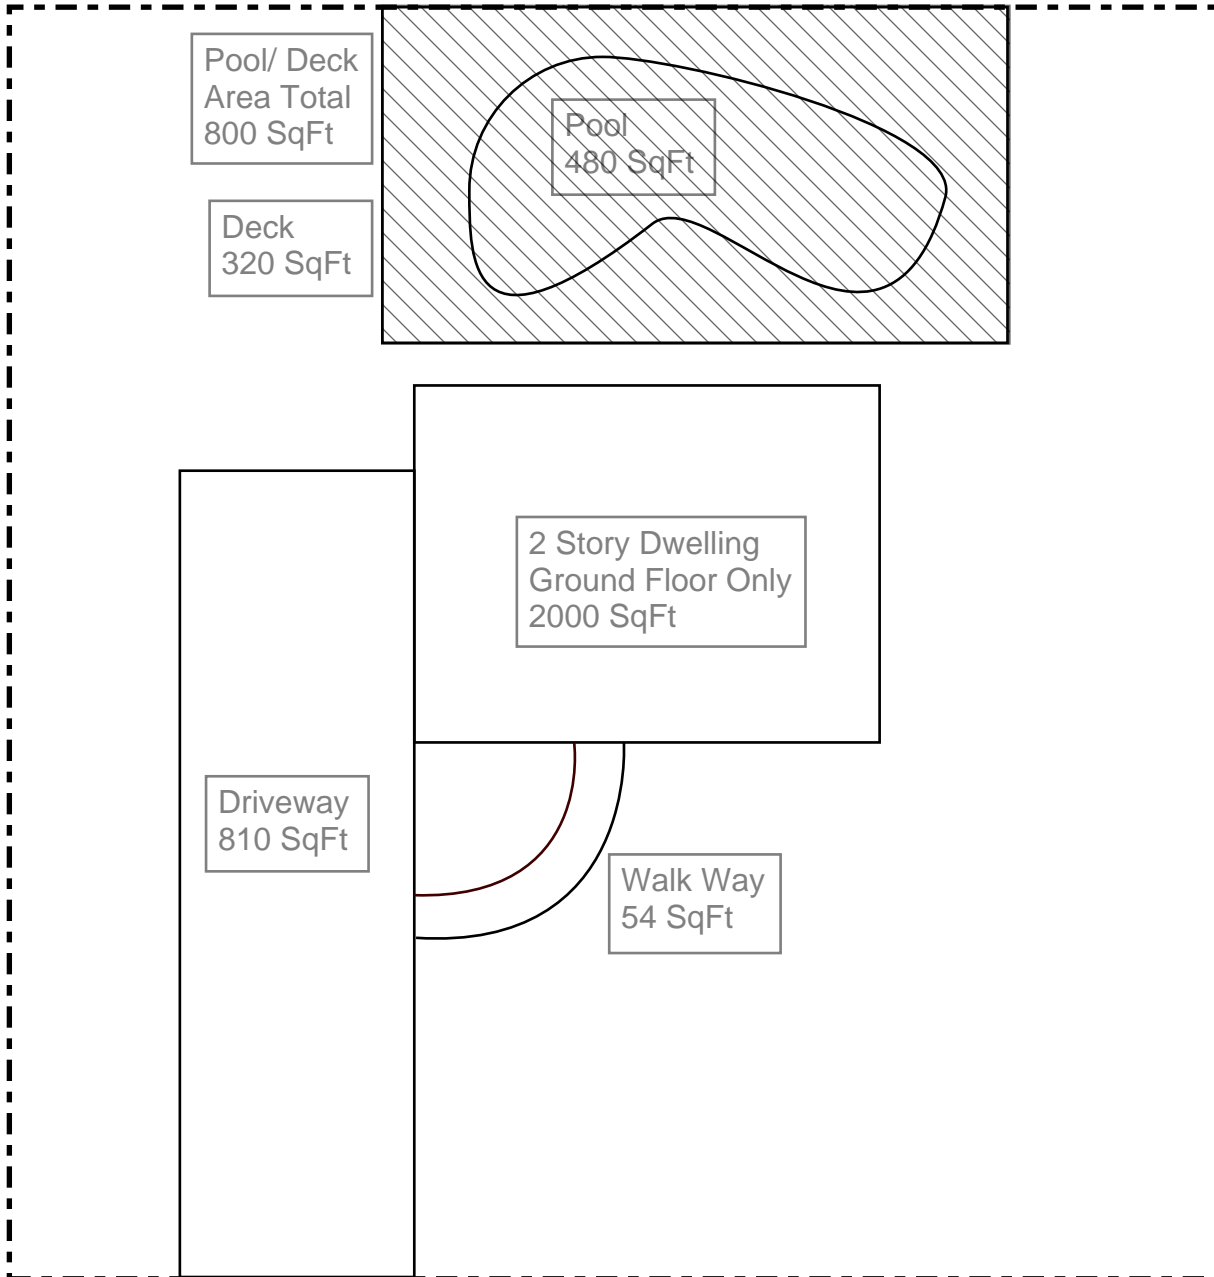 Pool/ Deck
Area Total
800 SqFt
Pool
480 SqFt
Deck
320 SqFt
2 Story Dwelling
Ground Floor Only
2000 SqFt
Driveway
810 SqFt
Walk Way
54 SqFt